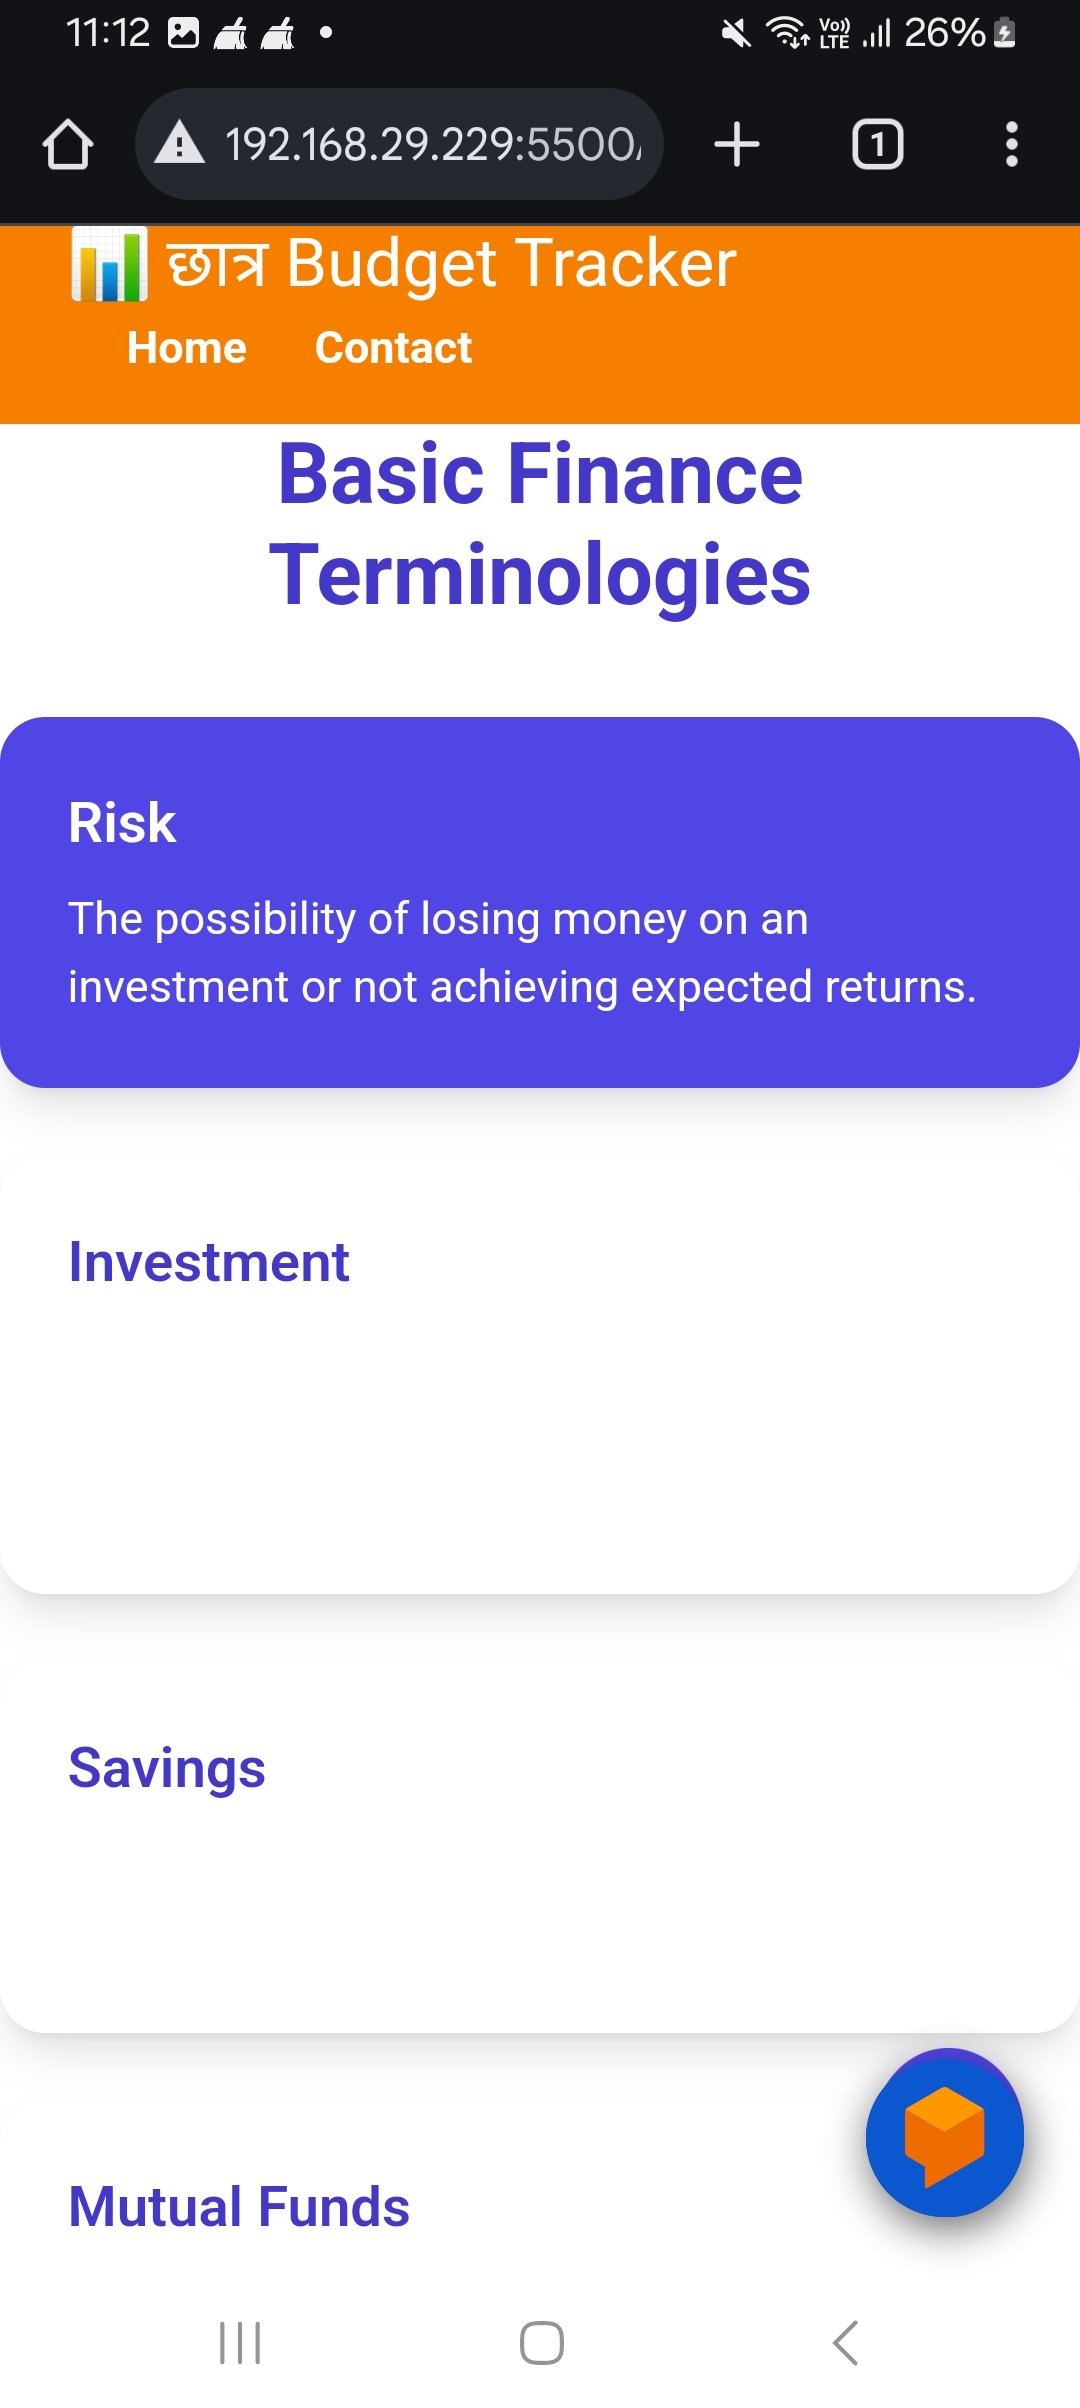 11:12
Vo))
LTE
26%
192.168.29.229:5500
1
छात्र Budget Tracker
Home Contact
Basic Finance
Terminologies
Risk
The possibility of losing money on an
investment or not achieving expected returns.
Investment
Savings
Mutual Funds